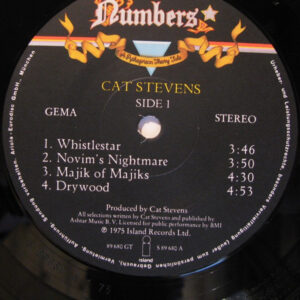 Numbers
A Pythagorean Theory Tale
CAT STEVENS
SIDE 1
GEMA STEREO
1. Whistlestar 3:46
2. Novim's Nightmare 3:50
3. Majik of Majiks 4:30
4. Drywood 4:53
Produced by Cat Stevens
All selections written by Cat Stevens and published by
Ashtar Music B.V. Licensed for public performance by BMI
℗ 1975 Island Records Ltd.
89 680 GT S 89 680 A
island